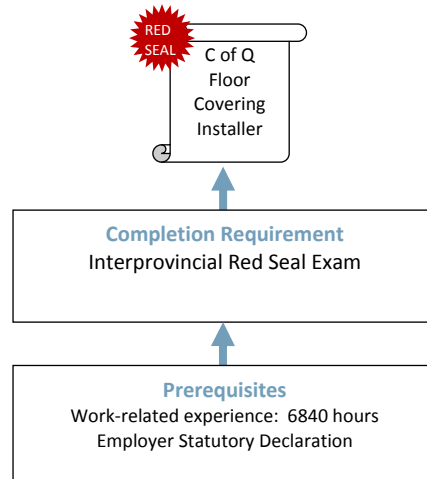 RED
SEAL
C of Q
Floor
Covering
Installer
Completion Requirement
Interprovincial Red Seal Exam
Prerequisites
Work-related experience: 6840 hours
Employer Statutory Declaration